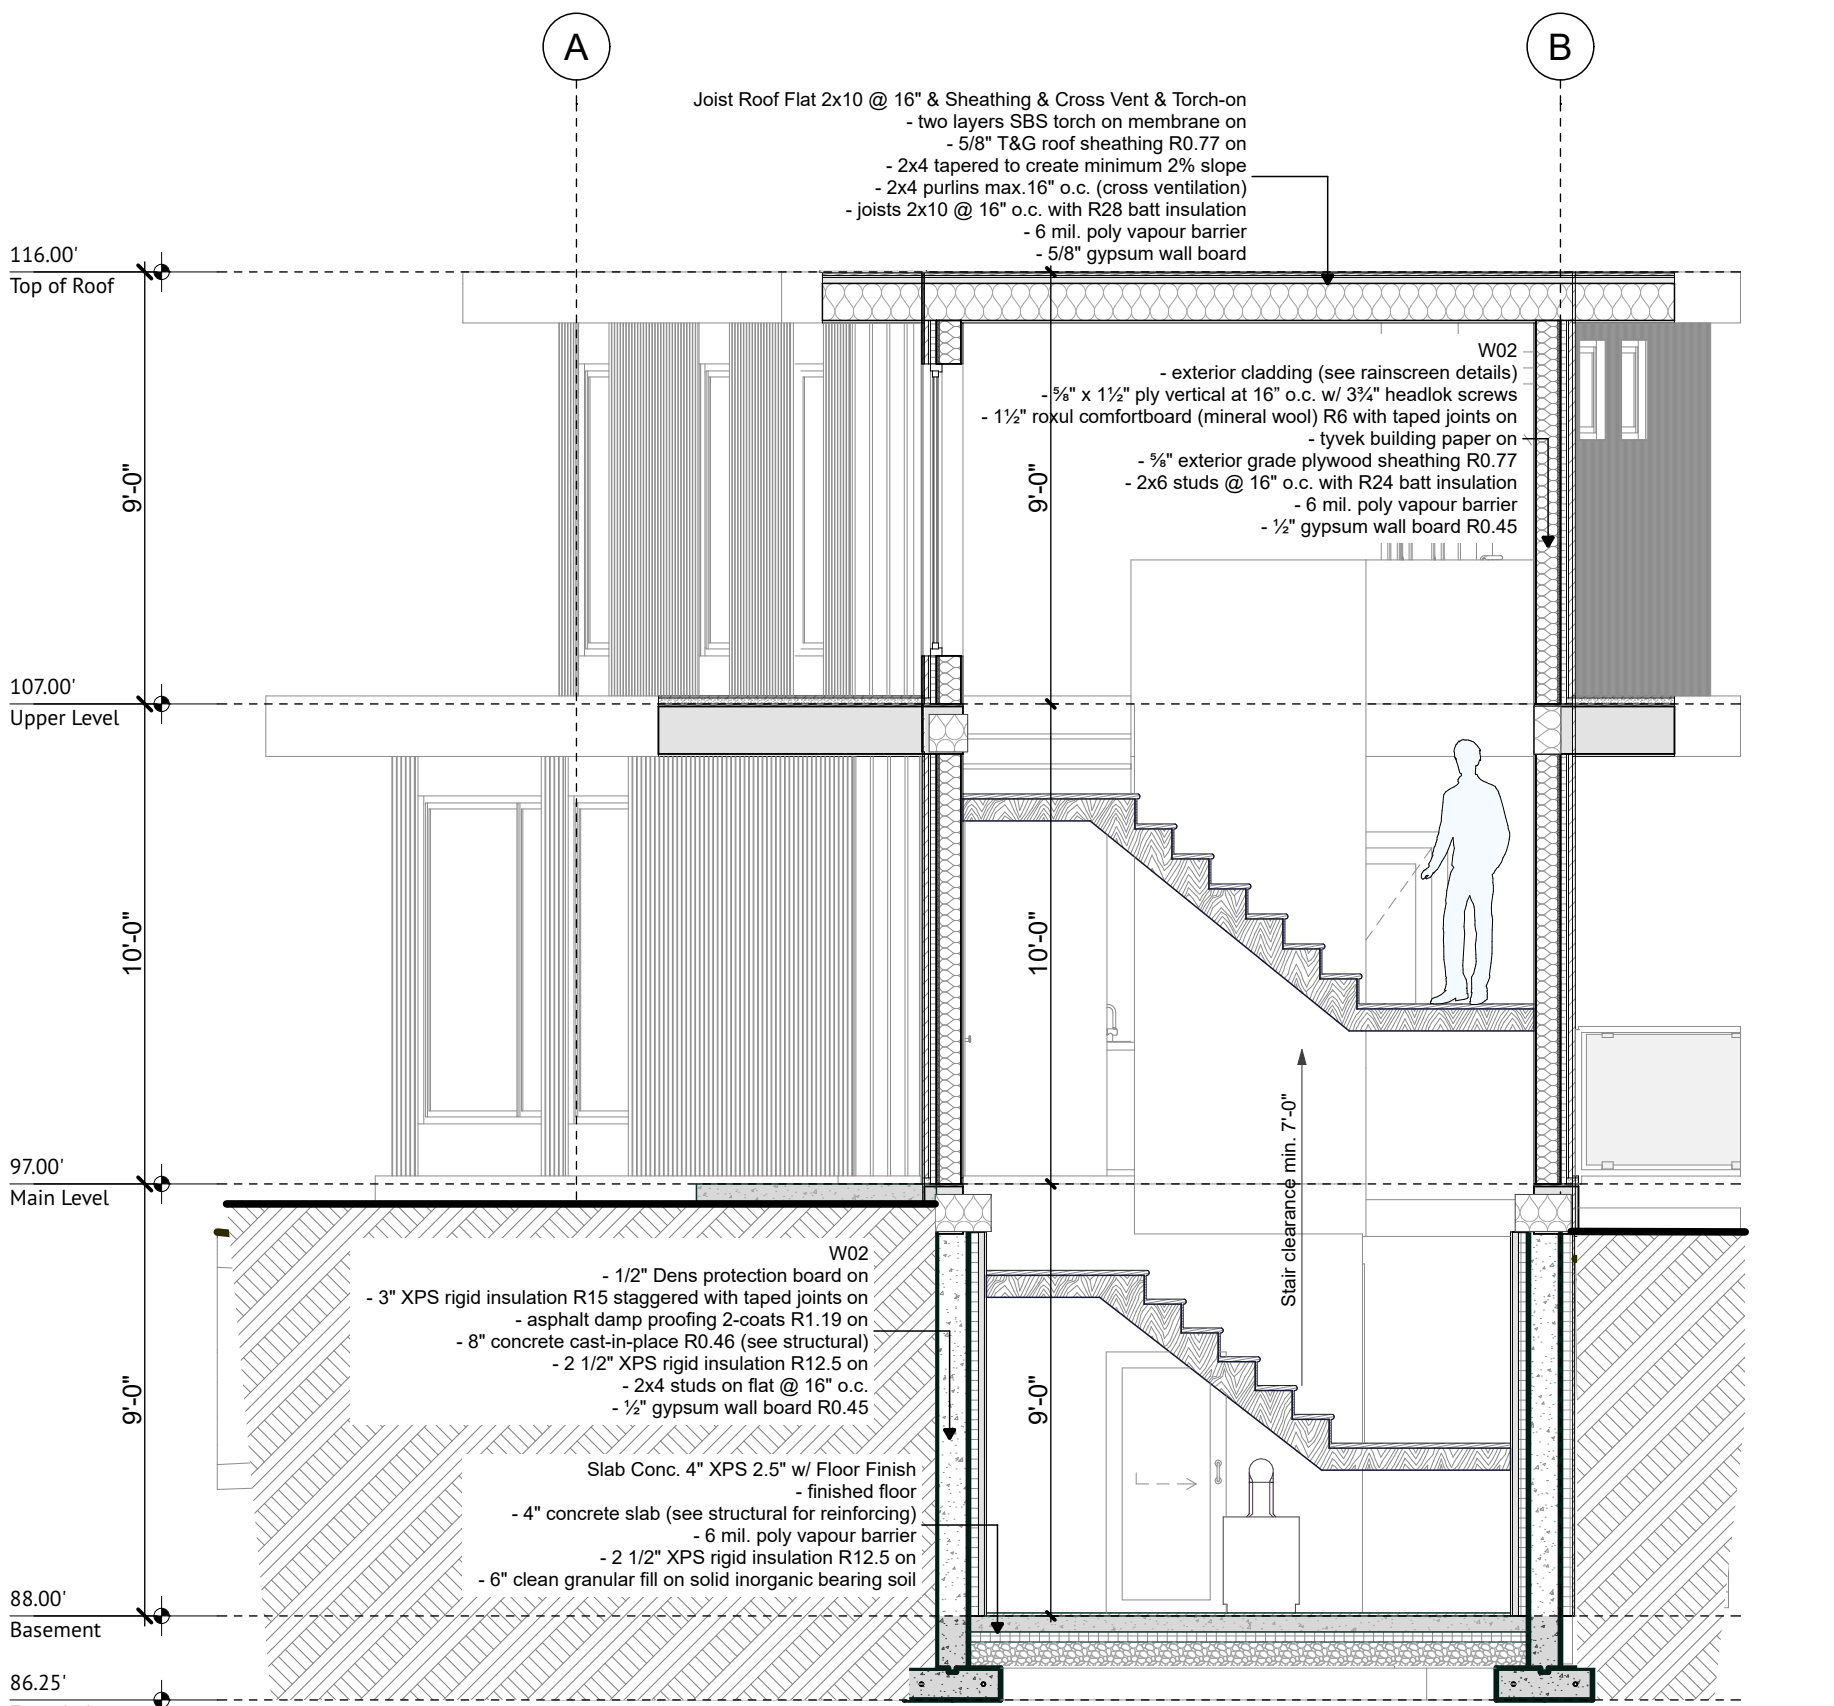 A
B
Joist Roof Flat 2x10 @ 16" & Sheathing & Cross Vent & Torch-on
- two layers SBS torch on membrane on
- 5/8" T&G roof sheathing R0.77 on
- 2x4 tapered to create minimum 2% slope
- 2x4 purlins max.16" o.c. (cross ventilation)
- joists 2x10 @ 16" o.c. with R28 batt insulation
- 6 mil. poly vapour barrier
- 5/8" gypsum wall board
116.00'
Top of Roof
W02
- exterior cladding (see rainscreen details)
- ⅝" x 1½" ply vertical at 16” o.c. w/ 3¾" headlok screws
- 1½" roxul comfortboard (mineral wool) R6 with taped joints on
- tyvek building paper on
- ⅝" exterior grade plywood sheathing R0.77
- 2x6 studs @ 16" o.c. with R24 batt insulation
- 6 mil. poly vapour barrier
- ½" gypsum wall board R0.45
9'-0"
9'-0"
107.00'
Upper Level
10'-0"
10'-0"
Stair clearance min. 7'-0"
97.00'
Main Level
W02
- 1/2" Dens protection board on
- 3" XPS rigid insulation R15 staggered with taped joints on
- asphalt damp proofing 2-coats R1.19 on
- 8" concrete cast-in-place R0.46 (see structural)
- 2 1/2" XPS rigid insulation R12.5 on
- 2x4 studs on flat @ 16" o.c.
- ½" gypsum wall board R0.45
9'-0"
9'-0"
Slab Conc. 4" XPS 2.5" w/ Floor Finish
- finished floor
- 4" concrete slab (see structural for reinforcing)
- 6 mil. poly vapour barrier
- 2 1/2" XPS rigid insulation R12.5 on
- 6" clean granular fill on solid inorganic bearing soil
88.00'
Basement
86.25'